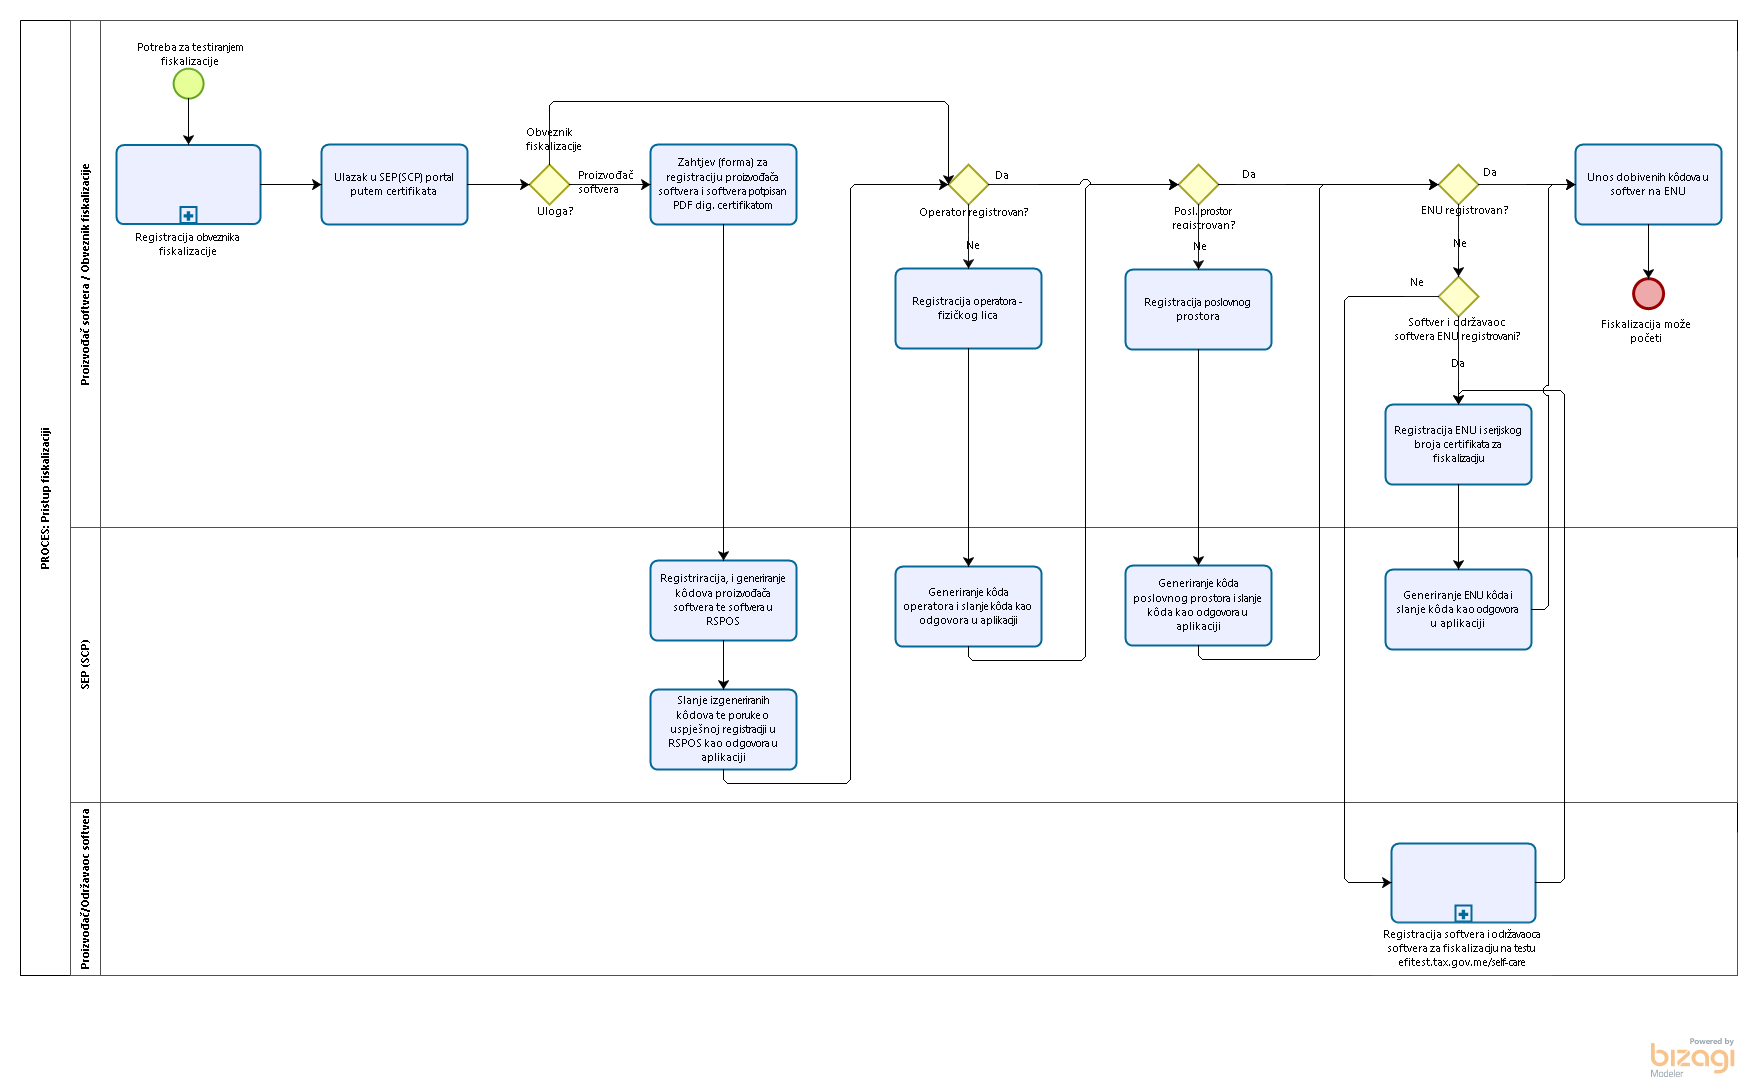 PROCES: Pristup fiskalizaciji
Proizvođač softvera / Obveznik fiskalizacije
Potreba za testiranjem
fiskalizacije
Registracija obveznika
fiskalizacije
Ulazak u SEP(SCP) portal
putem certifikata
Obveznik
fiskalizacije
Proizvođač
softvera
Uloga?
Zahtjev (forma) za
registraciju proizvođača
softvera i softvera potpisan
PDF dig. certifikatom
Da
Operator registrovan?
Ne
Registracija operatora -
fizičkog lica
Da
Posl. prostor
registrovan?
Ne
Registracija poslovnog
prostora
Da
ENU registrovan?
Ne
Ne
Softver i održavaoc
softvera ENU registrovani?
Da
Registracija ENU i serijskog
broja certifikata za
fiskalizaciju
Unos dobivenih kôdova u
softver na ENU
Fiskalizacija može
početi
SEP (SCP)
Registriracija, i generiranje
kôdova proizvođača
softvera te softvera u
RSPOS
Slanje izgeneriranih
kôdova te poruke o
uspješnoj registraciji u
RSPOS kao odgovora u
aplikaciji
Generiranje kôda
operatora i slanje kôda kao
odgovora u aplikaciji
Generiranje kôda
poslovnog prostora i slanje
kôda kao odgovora u
aplikaciji
Generiranje ENU kôda i
slanje kôda kao odgovora
u aplikaciji
Proizvođač/Održavaoc softvera
Registracija softvera i održavaoca
softvera za fiskalizaciju na testu
efitest.tax.gov.me/self-care
Powered by
bizagi
Modeler